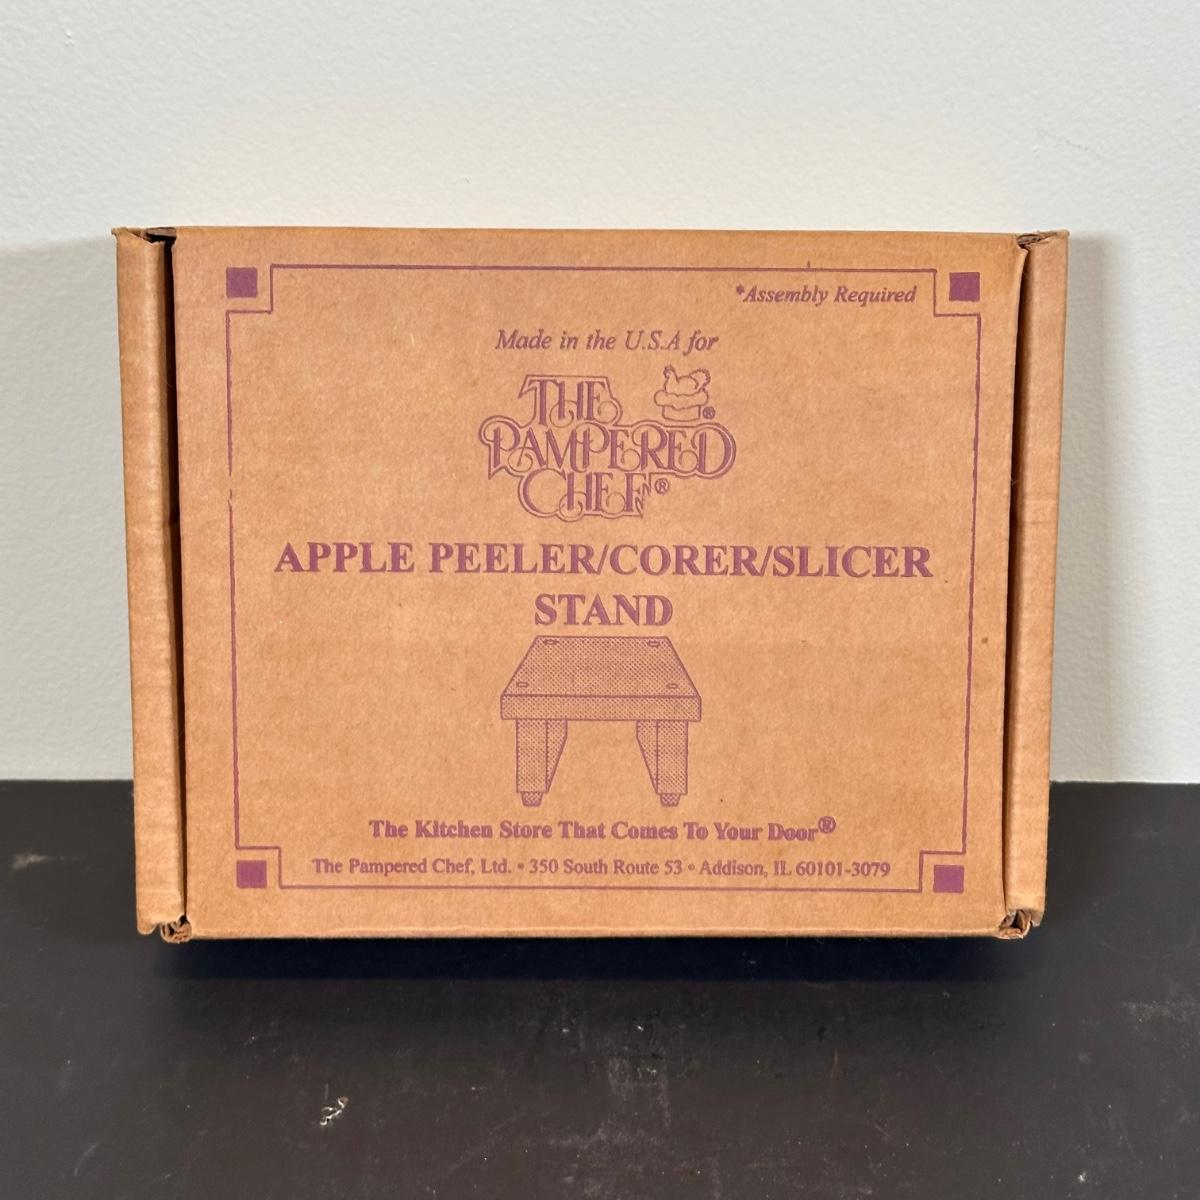 *Assembly Required
Made in the U.S.A for
THE
PAMPERED
CHEF®
APPLE PEELER/CORER/SLICER
STAND
The Kitchen Store That Comes To Your Door®
The Pampered Chef, Ltd. • 350 South Route 53 • Addison, IL 60101-3079